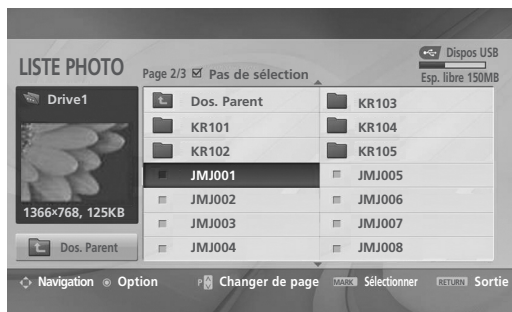 Dispos USB
LISTE PHOTO
Page 2/3 Pas de sélection
Esp. libre 150MB
Drive1
Dos. Parent
KR103
KR101
KR104
KR102
KR105
JMJ001
JMJ005
JMJ002
JMJ006
1366×768, 125KB
JMJ003
JMJ007
Dos. Parent
JMJ004
JMJ008
Navigation
Option
P Changer de page
MARK Sélectionner
RETURN Sortie